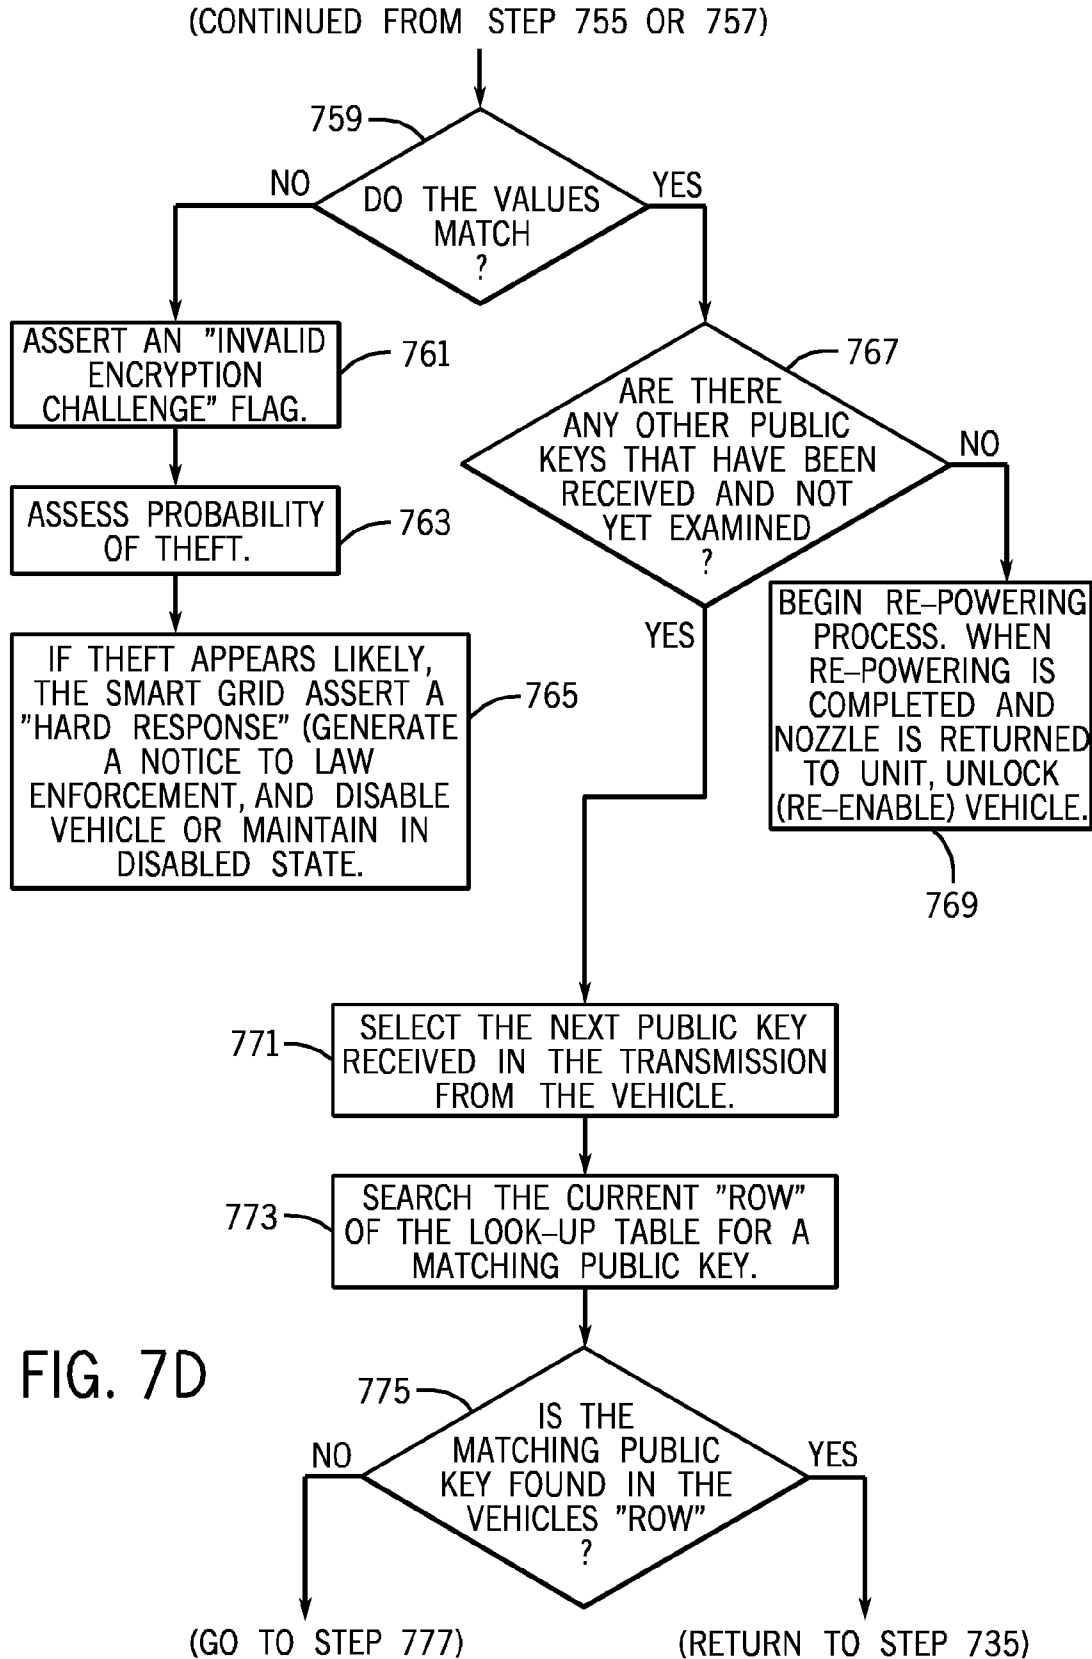 (CONTINUED FROM STEP 755 OR 757)
759
NO
YES
DO THE VALUES
MATCH
?
ASSERT AN "INVALID
ENCRYPTION
CHALLENGE" FLAG.
761
767
ARE THERE
ANY OTHER PUBLIC
KEYS THAT HAVE BEEN
RECEIVED AND NOT
YET EXAMINED
?
NO
YES
ASSESS PROBABILITY
OF THEFT.
763
IF THEFT APPEARS LIKELY,
THE SMART GRID ASSERT A
"HARD RESPONSE" (GENERATE
A NOTICE TO LAW
ENFORCEMENT, AND DISABLE
VEHICLE OR MAINTAIN IN
DISABLED STATE.
765
BEGIN RE-POWERING
PROCESS. WHEN
RE-POWERING IS
COMPLETED AND
NOZZLE IS RETURNED
TO UNIT, UNLOCK
(RE-ENABLE) VEHICLE.
769
771
SELECT THE NEXT PUBLIC KEY
RECEIVED IN THE TRANSMISSION
FROM THE VEHICLE.
773
SEARCH THE CURRENT "ROW"
OF THE LOOK-UP TABLE FOR A
MATCHING PUBLIC KEY.
FIG. 7D
775
NO
YES
IS THE
MATCHING PUBLIC
KEY FOUND IN THE
VEHICLES "ROW"
?
(GO TO STEP 777)
(RETURN TO STEP 735)